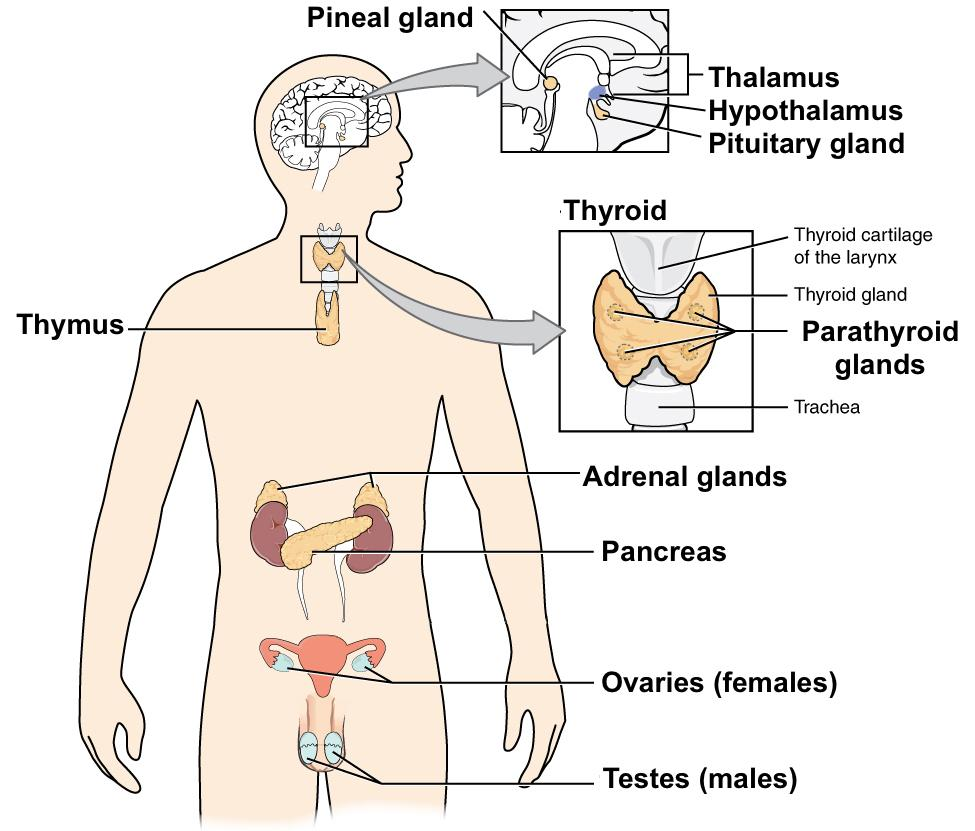 Pineal gland
Thalamus
Hypothalamus
Pituitary gland
Thyroid
Thyroid cartilage
of the larynx
Thyroid gland
Thymus
Parathyroid
glands
Trachea
Adrenal glands
Pancreas
Ovaries (females)
Testes (males)